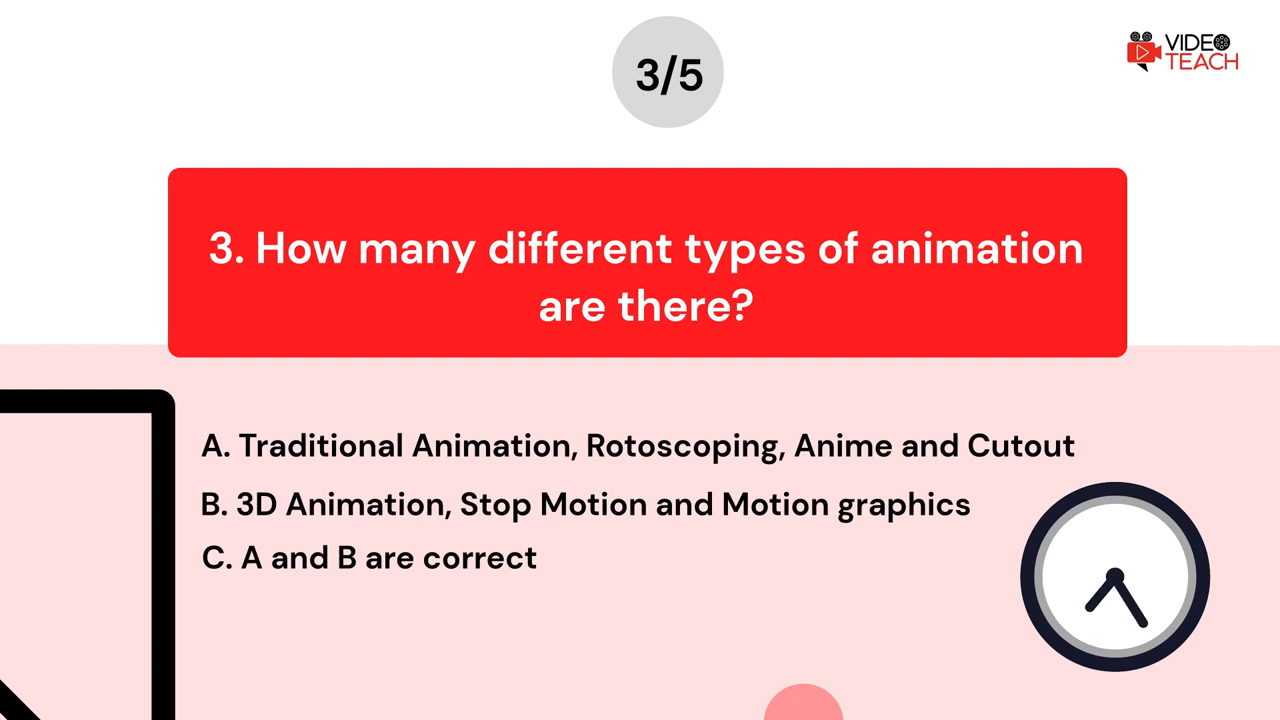 3/5
VIDEO
TEACH
3. How many different types of animation
are there?
A. Traditional Animation, Rotoscoping, Anime and Cutout
B. 3D Animation, Stop Motion and Motion graphics
C. A and B are correct